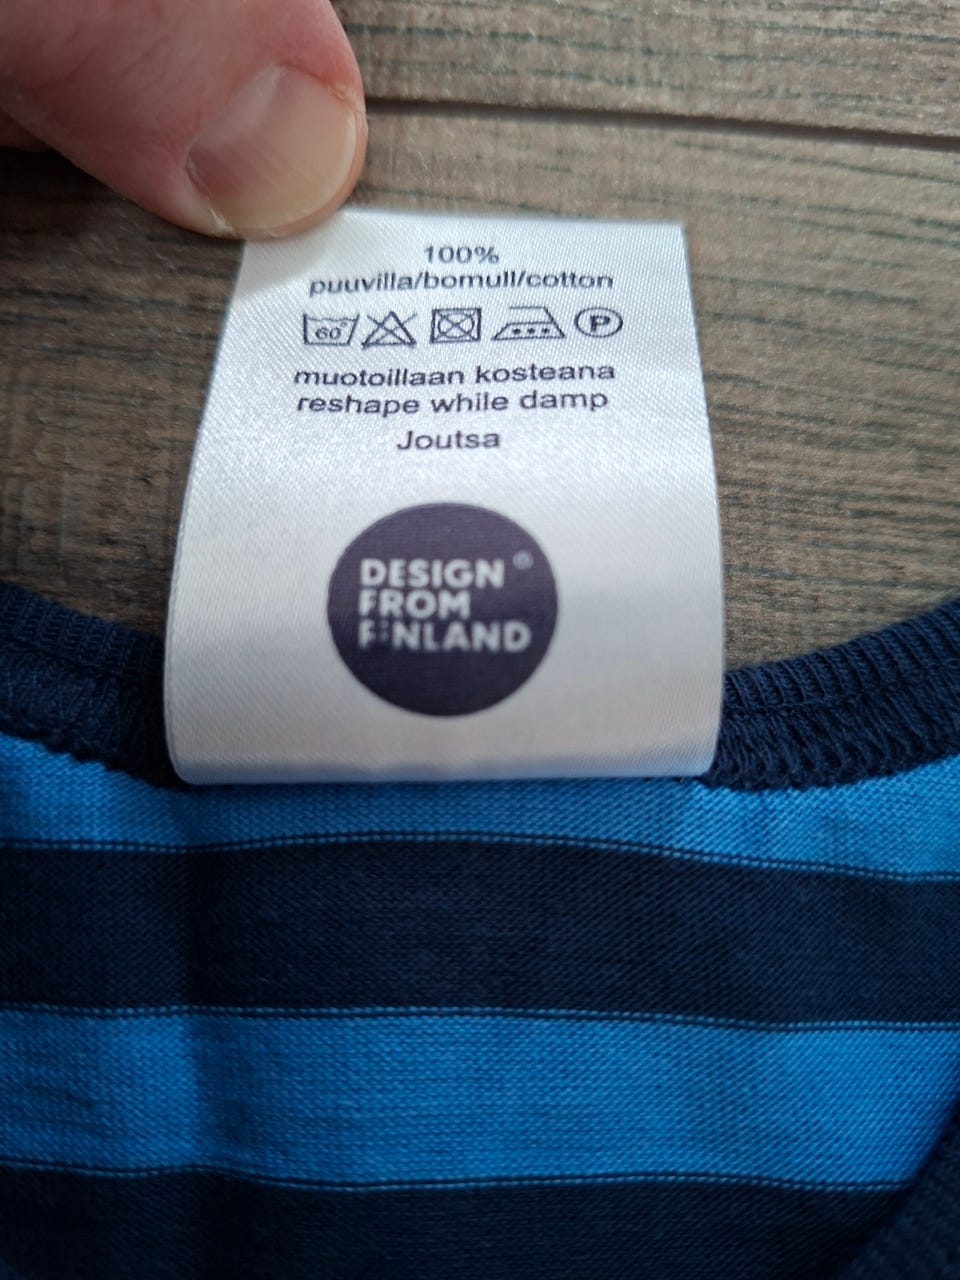 100%
puuvilla/bomull/cotton
60° P
muotoillaan kosteana
reshape while damp
Joutsa
DESIGN
FROM
FINLAND